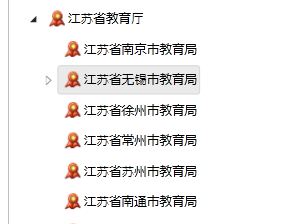 江苏省教育厅
江苏省南京市教育局
江苏省无锡市教育局
江苏省徐州市教育局
江苏省常州市教育局
江苏省苏州市教育局
江苏省南通市教育局